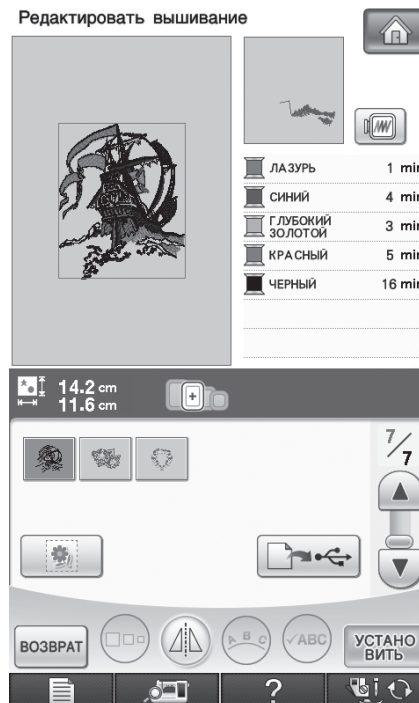 Редактировать вышивание
ЛАЗУРЬ 1 min
СИНИЙ 4 min
ГЛУБОКИЙ
ЗОЛОТОЙ 3 min
КРАСНЫЙ 5 min
ЧЕРНЫЙ 16 min
14.2 cm
11.6 cm
7/7
ВОЗВРАТ
A B C
✓ABC
УСТАНО
ВИТЬ
?